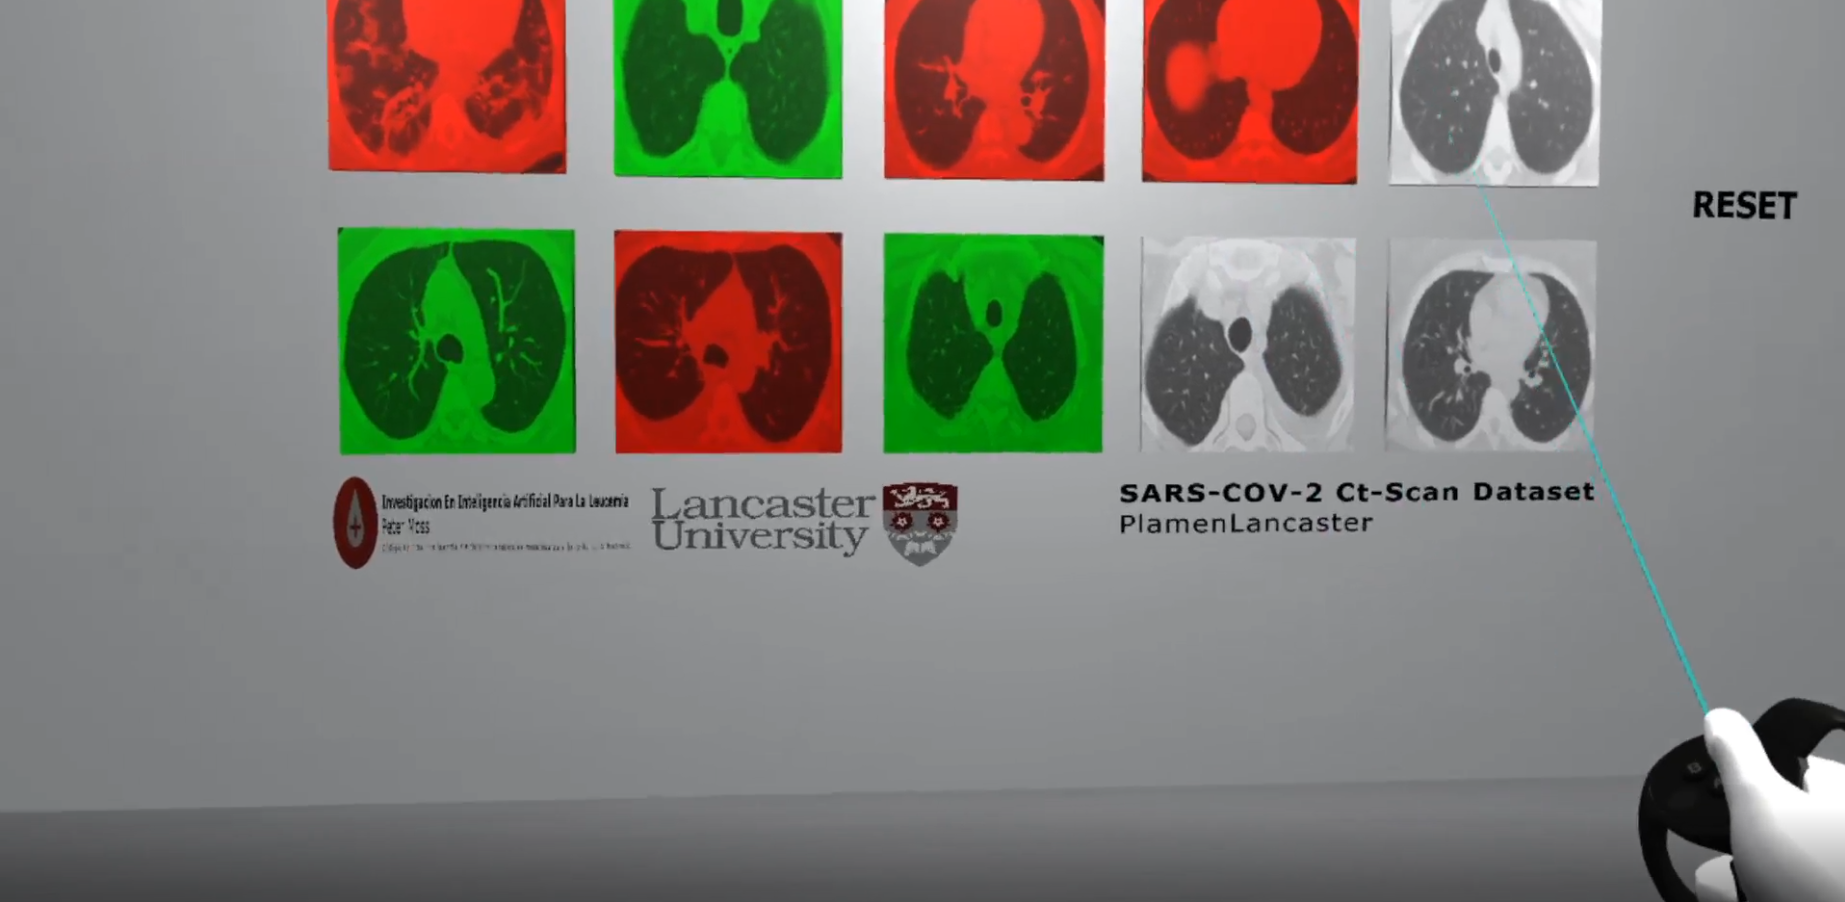 RESET
Investigacion En Inteligencia Artificial Para La Leucemia
Peter Moss
Lancaster
University
SARS-COV-2 Ct-Scan Dataset
PlamenLancaster
B